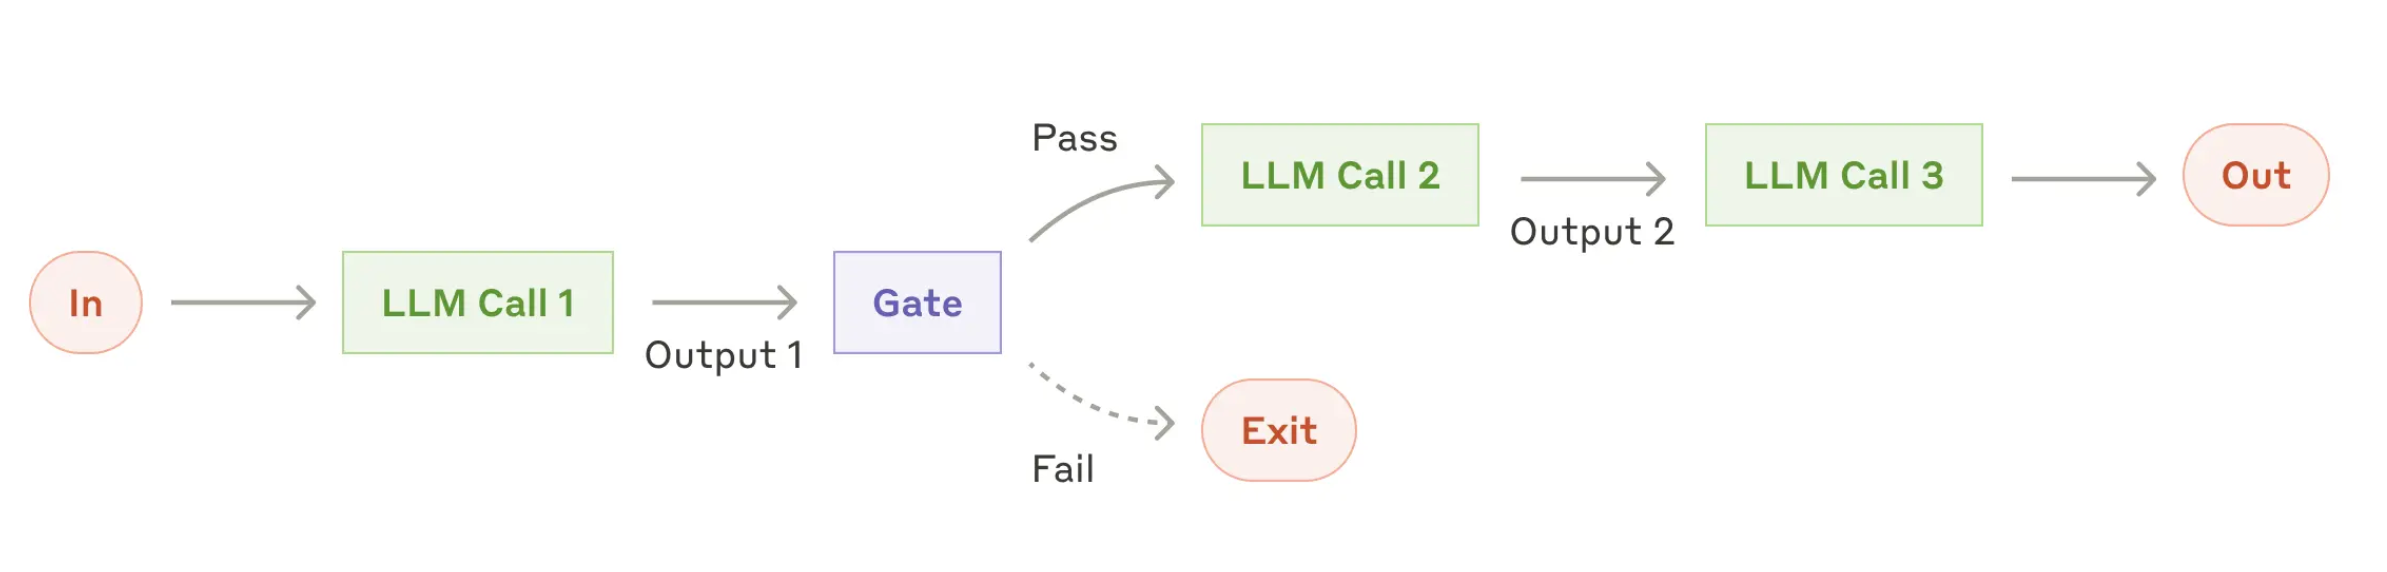 In
LLM Call 1
Output 1
Gate
Pass
LLM Call 2
Output 2
LLM Call 3
Out
Fail
Exit